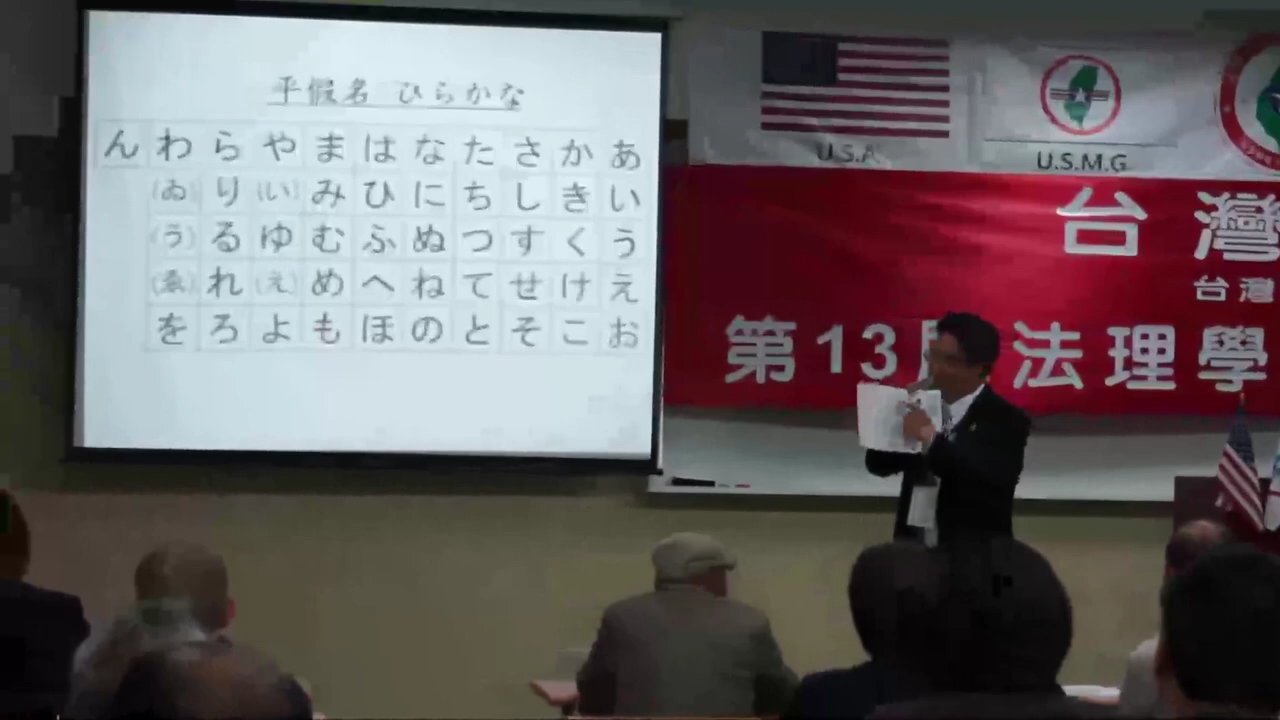 平假名 ひらかな
ん わ ら や ま は な た さ か あ
(ゐ) り (い) み ひ に ち し き い
(う) る ゆ む ふ ぬ つ す く う
(ゑ) れ (え) め へ ね て せ け え
を ろ よ も ほ の と そ こ お
U.S.A
U.S.M.G
台灣
台灣
第13 法理學